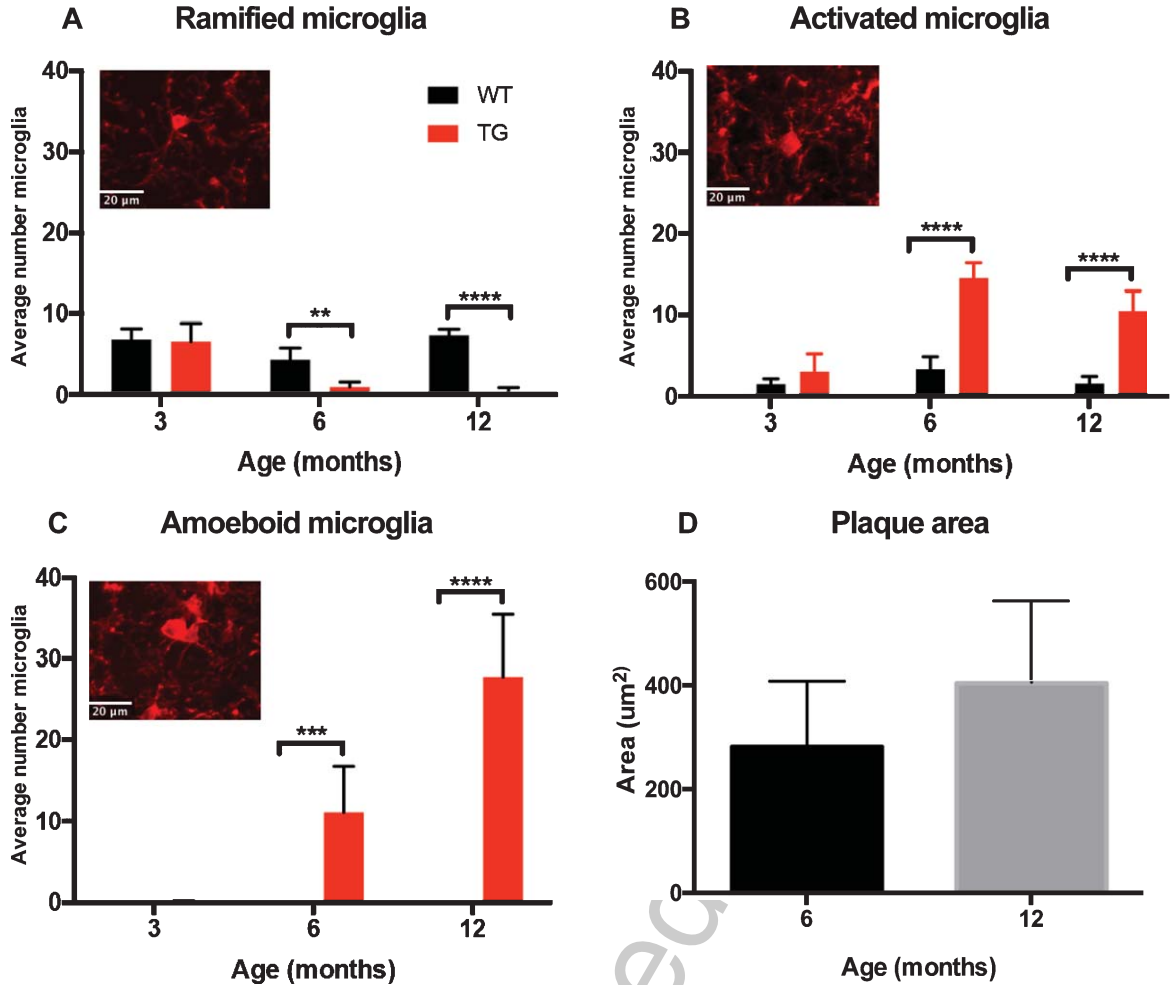 A Ramified microglia
40
30
20
10
0
Average number microglia
20 µm
WT
TG
**
****
3 6 12
Age (months)
B Activated microglia
40
30
20
10
0
Average number microglia
20 µm
****
****
3 6 12
Age (months)
C Amoeboid microglia
40
30
20
10
0
Average number microglia
20 µm
***
****
3 6 12
Age (months)
D Plaque area
600
400
200
0
Area (um²)
6 12
Age (months)
ed